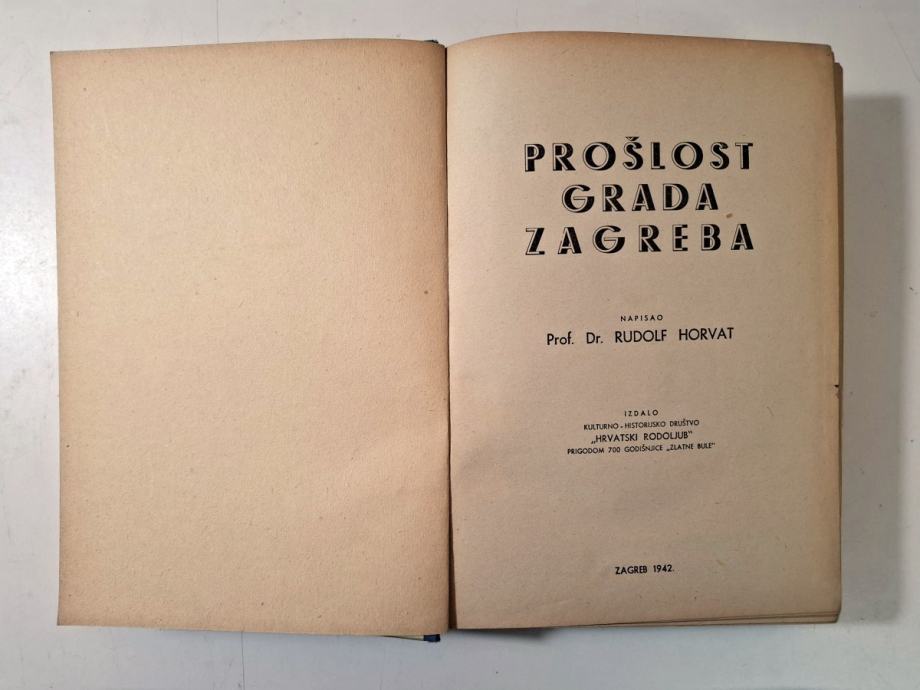 PROŠLOST
GRADA
ZAGREBA
NAPISAO
Prof. Dr. RUDOLF HORVAT
IZDALO
KULTURNO-HISTORIJSKO DRUŠTVO
„HRVATSKI RODOLJUB"
PRIGODOM 700 GODIŠNJICE „ZLATNE BULE"
ZAGREB 1942.